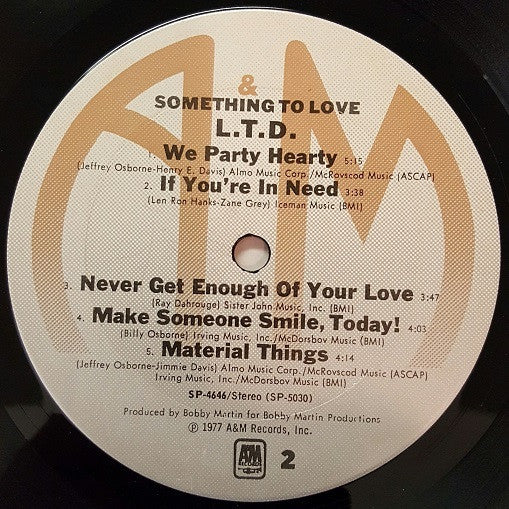 A&M
SOMETHING TO LOVE
L.T.D.
1. We Party Hearty 5:15
(Jeffrey Osborne-Henry E. Davis) Almo Music Corp./McRovscod Music (ASCAP)
2. If You're In Need 3:38
(Len Ron Hanks-Zane Grey) Iceman Music (BMI)
3. Never Get Enough Of Your Love 3:47
(Ray Dahrouge) Sister John Music, Inc. (BMI)
4. Make Someone Smile, Today! 4:03
(Billy Osborne) Irving Music, Inc./McDorsbov Music (BMI)
5. Material Things 4:14
(Jeffrey Osborne-Jimmie Davis) Almo Music Corp./McRovscod Music (ASCAP)
Irving Music, Inc./McDorsbov Music (BMI)
SP-4646/Stereo (SP-5030)
Produced by Bobby Martin for Bobby Martin Productions
℗ 1977 A&M Records, Inc.
A&M
RECORDS
2